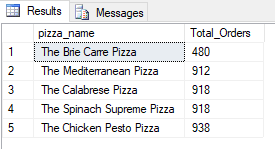 Results Messages
pizza_name Total_Orders
1 The Brie Carre Pizza 480
2 The Mediterranean Pizza 912
3 The Calabrese Pizza 918
4 The Spinach Supreme Pizza 918
5 The Chicken Pesto Pizza 938